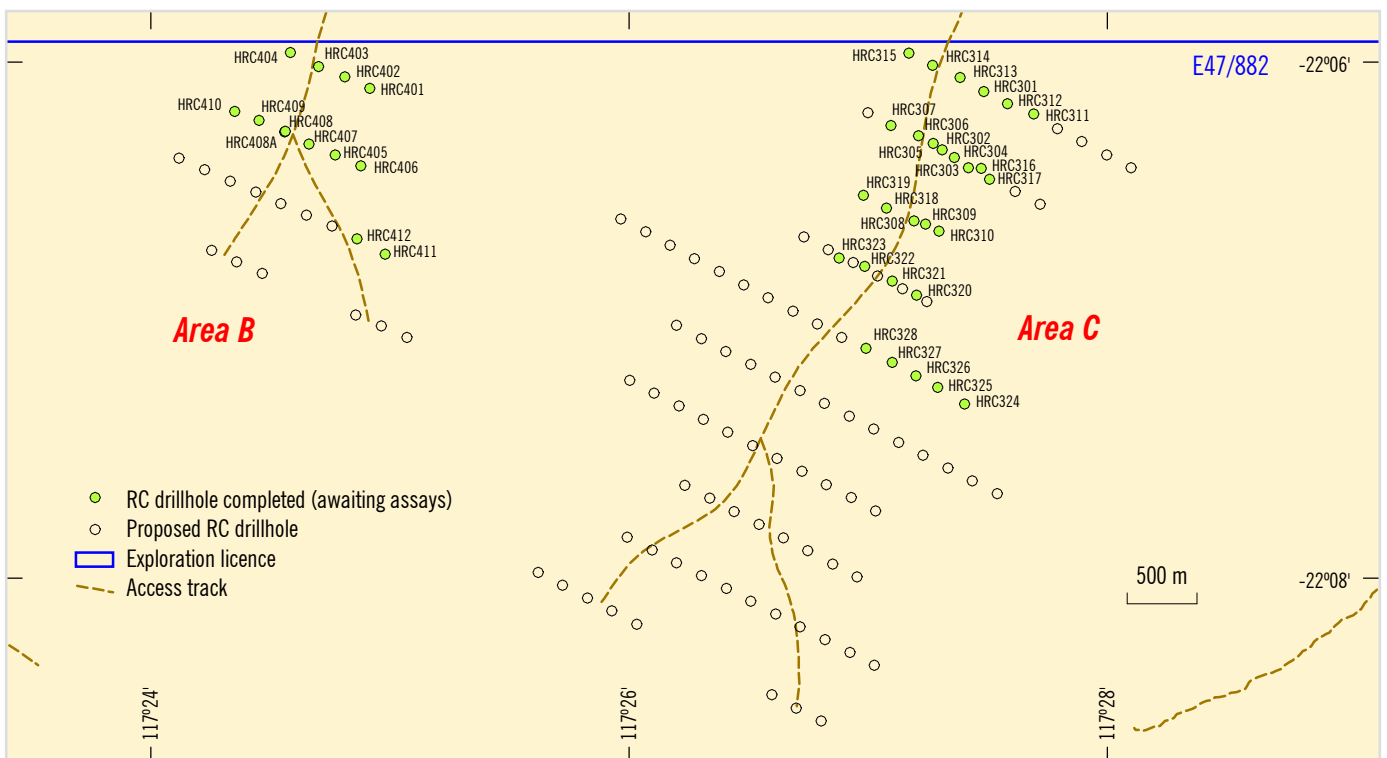 HRC404
HRC403
HRC402
HRC401
HRC410
HRC409
HRC408
HRC408A
HRC407
HRC405
HRC406
HRC412
HRC411
Area B
HRC315
HRC314
HRC313
HRC301
HRC312
HRC311
HRC307
HRC306
HRC302
HRC305
HRC304
HRC303
HRC316
HRC317
HRC319
HRC318
HRC308
HRC309
HRC310
HRC323
HRC322
HRC321
HRC320
HRC328
HRC327
HRC326
HRC325
HRC324
Area C
E47/882
-22°06'
-22°08'
500 m
RC drillhole completed (awaiting assays)
Proposed RC drillhole
Exploration licence
Access track
117°24'
117°26'
117°28'